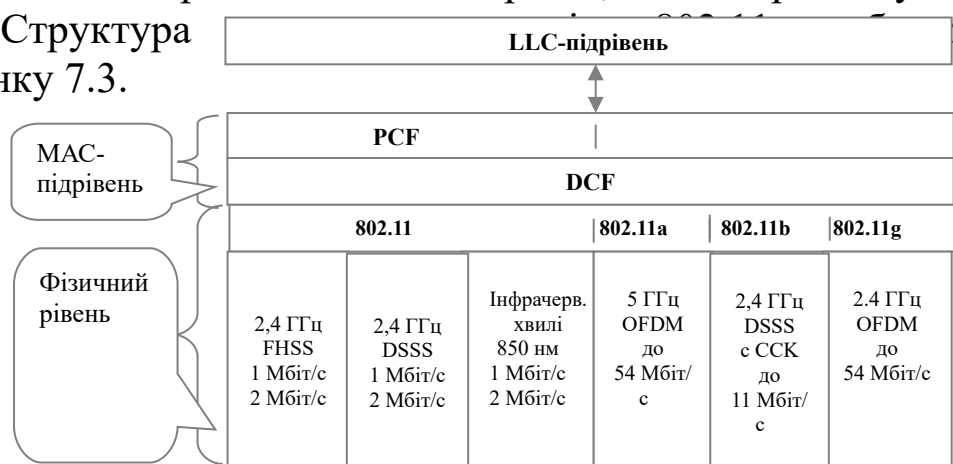 Структура
нку 7.3.
LLC-підрівень
PCF
DCF
МАС-
підрівень
802.11
802.11a
802.11b
802.11g
Фізичний
рівень
2,4 ГГц
FHSS
1 Мбіт/с
2 Мбіт/с
2,4 ГГц
DSSS
1 Мбіт/с
2 Мбіт/с
Інфрачерв.
хвилі
850 нм
1 Мбіт/с
2 Мбіт/с
5 ГГц
OFDM
до
54 Мбіт/
с
2,4 ГГц
DSSS
с CCK
до
11 Мбіт/
с
2.4 ГГц
OFDM
до
54 Мбіт/с